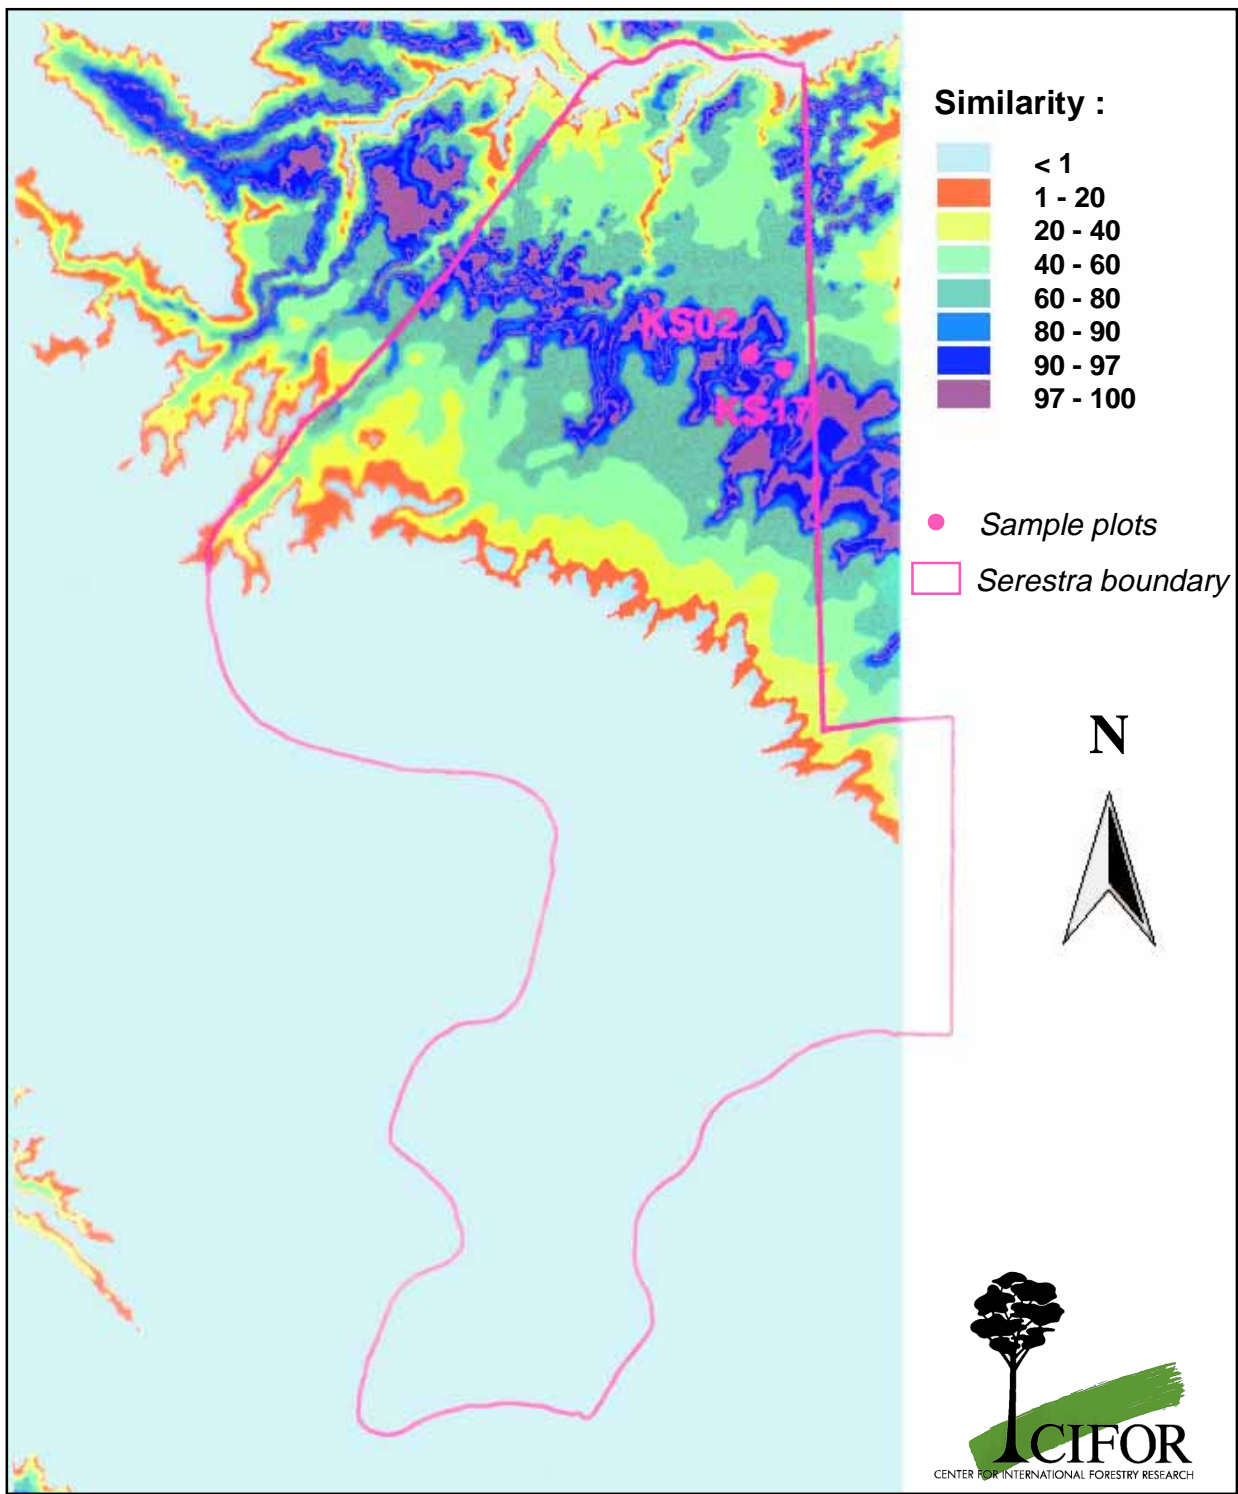 Similarity :
< 1
1 - 20
20 - 40
40 - 60
60 - 80
80 - 90
90 - 97
97 - 100
KS02
KS17
Sample plots
Serestra boundary
N
CIFOR
CENTER FOR INTERNATIONAL FORESTRY RESEARCH